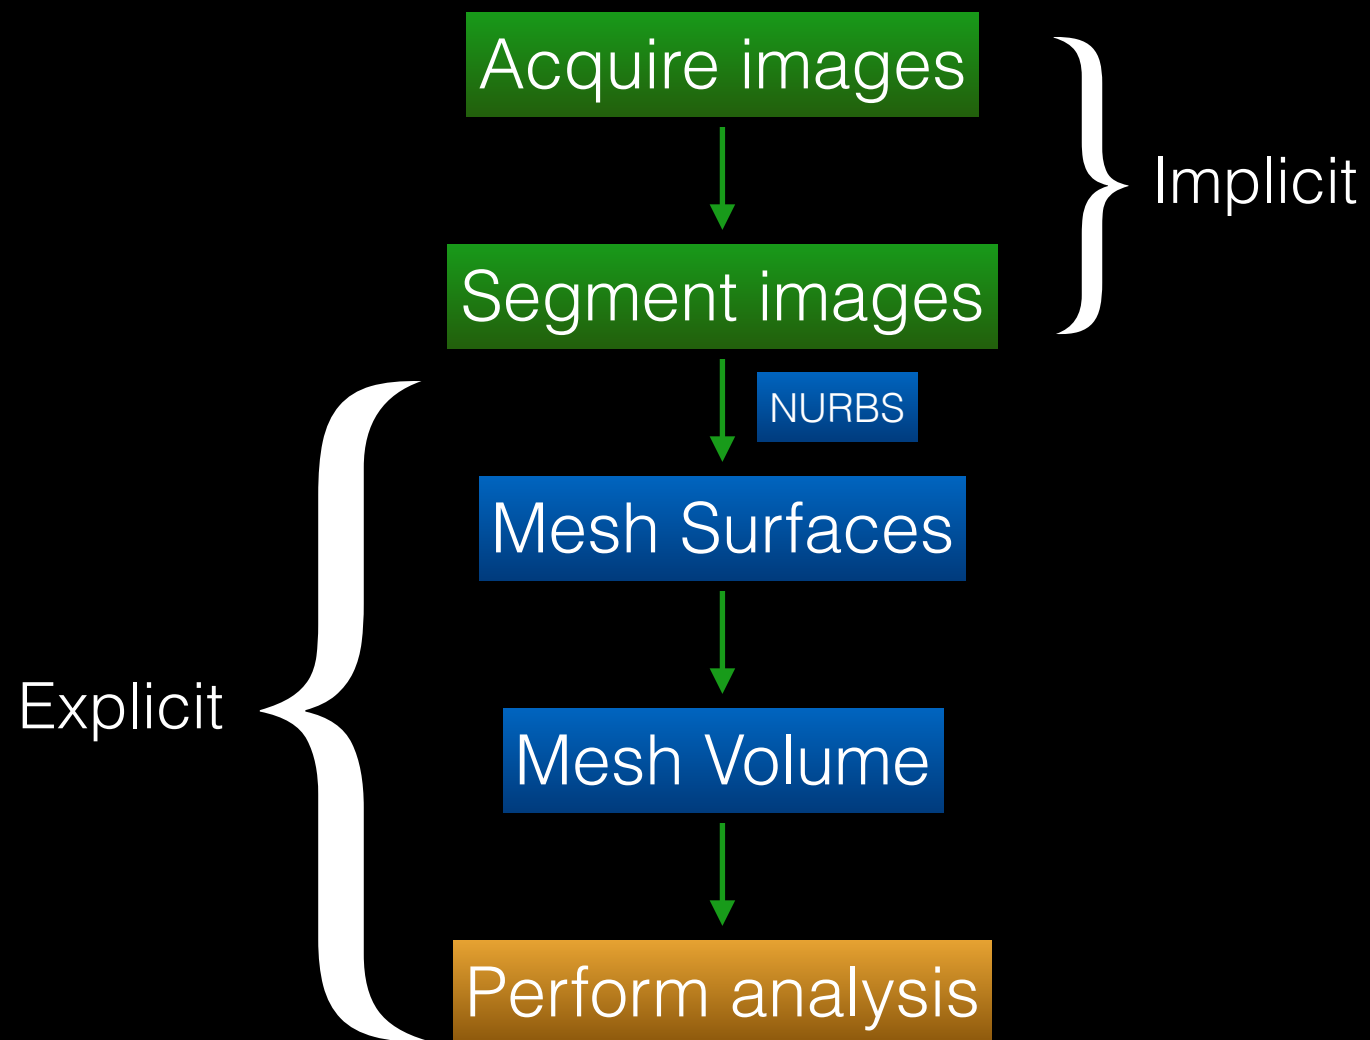 Acquire images
Implicit
Segment images
NURBS
Mesh Surfaces
Explicit
Mesh Volume
Perform analysis